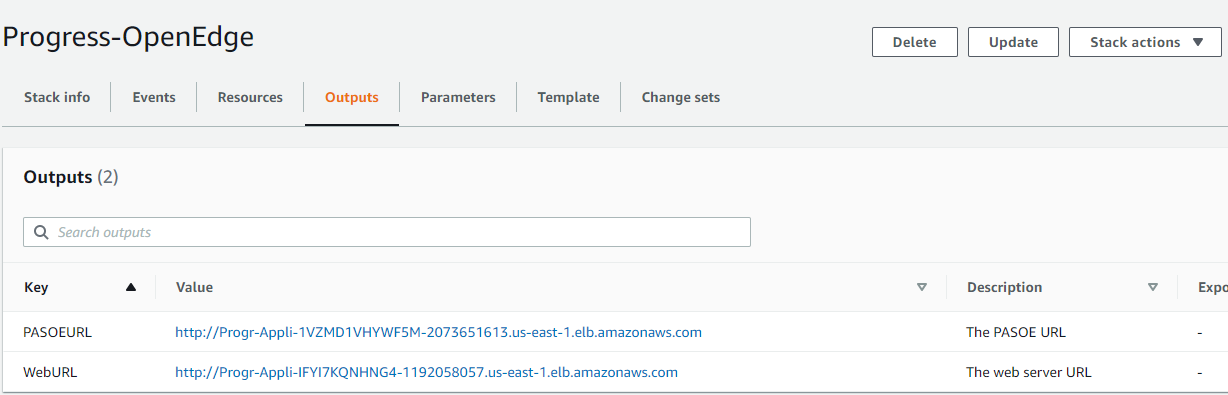 Progress-OpenEdge
Delete Update Stack actions
Stack info Events Resources Outputs Parameters Template Change sets
Outputs (2)
Search outputs
Key Value Description Expo
PASOEURL http://Progr-Appli-1VZMD1VHYWF5M-2073651613.us-east-1.elb.amazonaws.com The PASOE URL -
WebURL http://Progr-Appli-IFYI7KQNHNG4-1192058057.us-east-1.elb.amazonaws.com The web server URL -